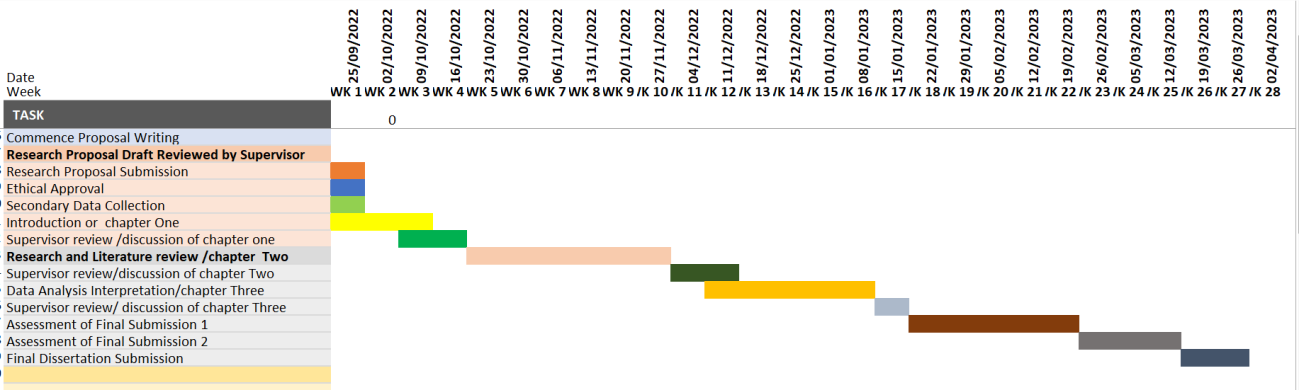 Date
25/09/2022 02/10/2022 09/10/2022 16/10/2022 23/10/2022 30/10/2022 06/11/2022 13/11/2022 20/11/2022 27/11/2022 04/12/2022 11/12/2022 18/12/2022 25/12/2022 01/01/2023 08/01/2023 15/01/2023 22/01/2023 29/01/2023 05/02/2023 12/02/2023 19/02/2023 26/02/2023 05/03/2023 12/03/2023 19/03/2023 26/03/2023 02/04/2023
Week WK 1 WK 2 WK 3 WK 4 WK 5 WK 6 WK 7 WK 8 WK 9 /K 10 /K 11 /K 12 /K 13 /K 14 /K 15 /K 16 /K 17 /K 18 /K 19 /K 20 /K 21 /K 22 /K 23 /K 24 /K 25 /K 26 /K 27 /K 28
TASK
0
Commence Proposal Writing
Research Proposal Draft Reviewed by Supervisor
Research Proposal Submission
Ethical Approval
Secondary Data Collection
Introduction or chapter One
Supervisor review /discussion of chapter one
Research and Literature review /chapter Two
Supervisor review/discussion of chapter Two
Data Analysis Interpretation/chapter Three
Supervisor review/ discussion of chapter Three
Assessment of Final Submission 1
Assessment of Final Submission 2
Final Dissertation Submission